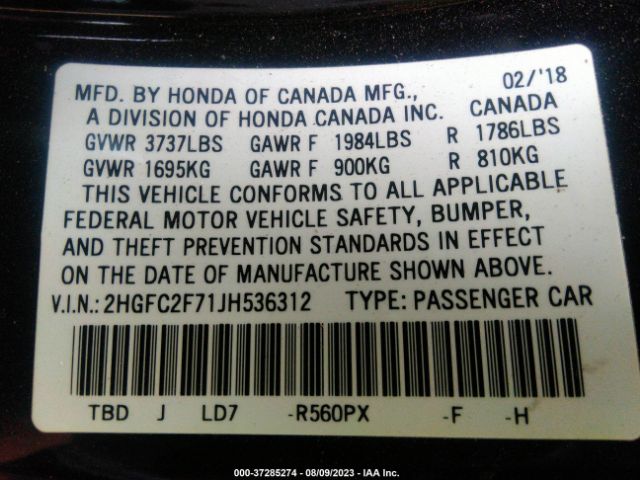 MFD. BY HONDA OF CANADA MFG., 02/'18
A DIVISION OF HONDA CANADA INC. CANADA
GVWR 3737LBS GAWR F 1984LBS R 1786LBS
GVWR 1695KG GAWR F 900KG R 810KG
THIS VEHICLE CONFORMS TO ALL APPLICABLE
FEDERAL MOTOR VEHICLE SAFETY, BUMPER,
AND THEFT PREVENTION STANDARDS IN EFFECT
ON THE DATE OF MANUFACTURE SHOWN ABOVE.
V.I.N.: 2HGFC2F71JH536312 TYPE: PASSENGER CAR
TBD J LD7 -R560PX -F -H
000-37285274 - 08/09/2023 - IAA Inc.